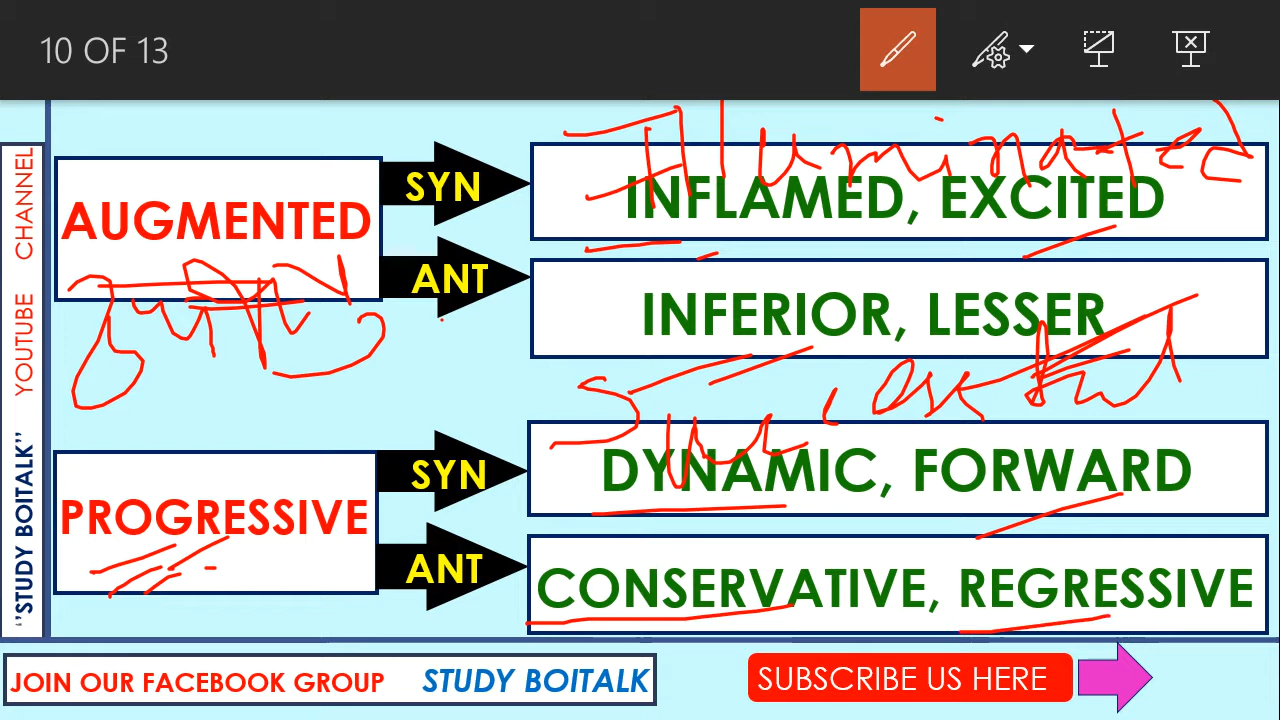 10 OF 13
Illuminated
AUGMENTED
SYN
INFLAMED, EXCITED
ANT
INFERIOR, LESSER
Successful
PROGRESSIVE
SYN
DYNAMIC, FORWARD
ANT
CONSERVATIVE, REGRESSIVE
"STUDY BOITALK" YOUTUBE CHANNEL
JOIN OUR FACEBOOK GROUP STUDY BOITALK
SUBSCRIBE US HERE